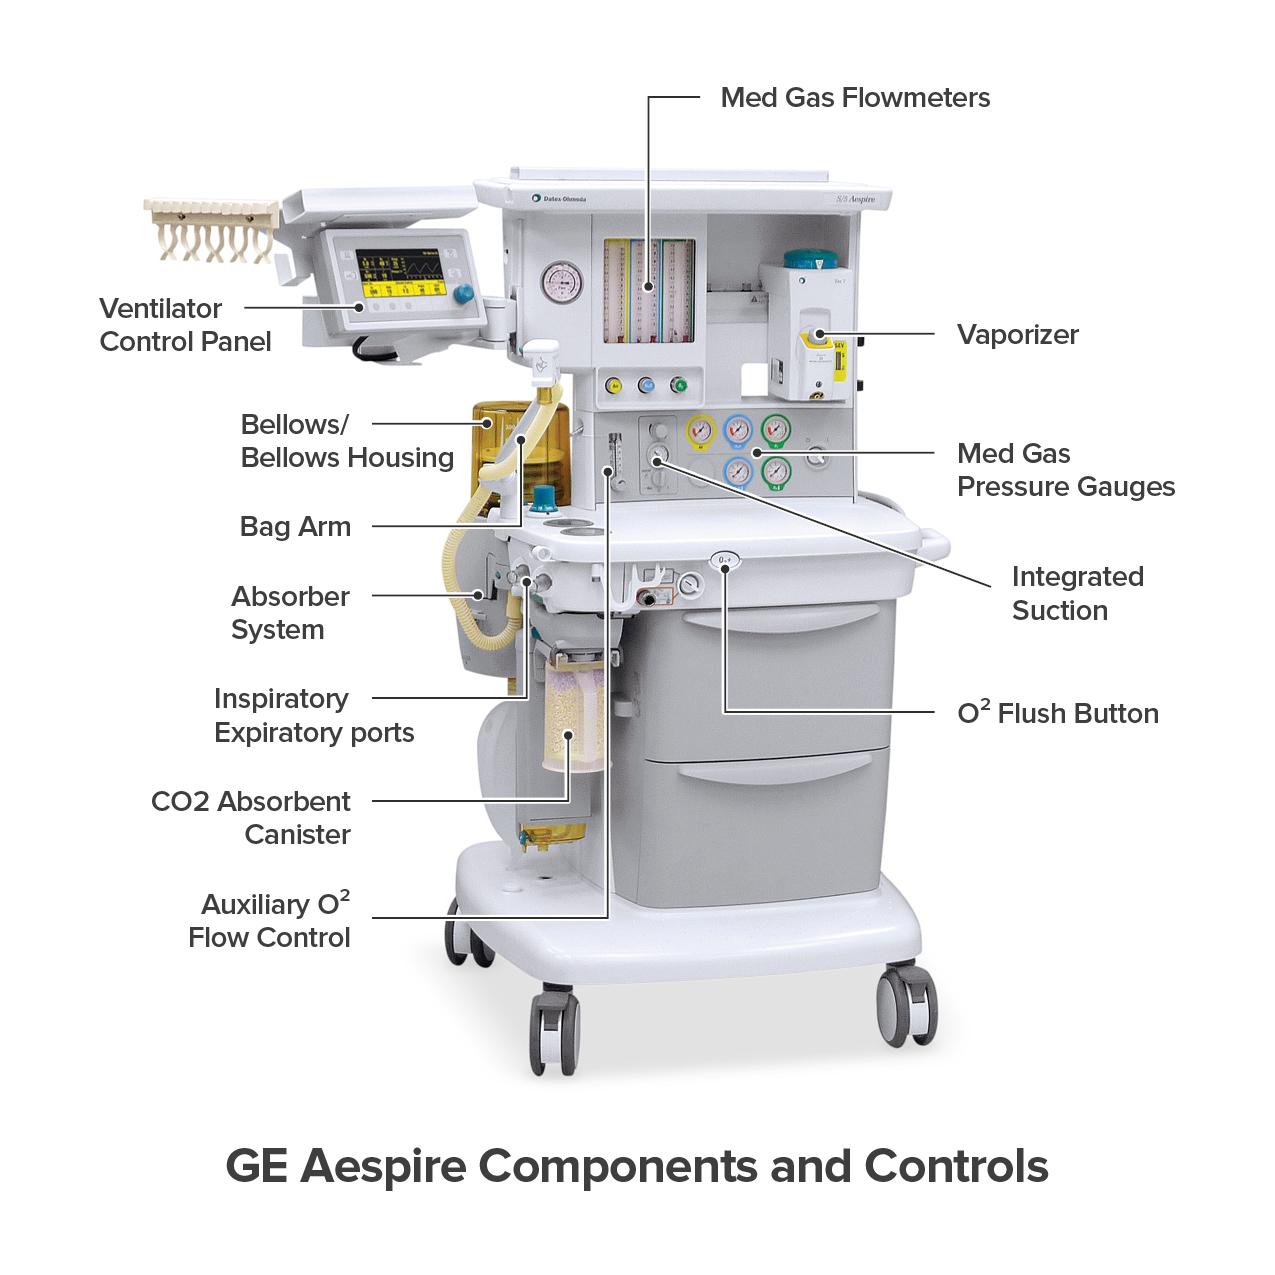 Med Gas Flowmeters
Datex-Ohmeda
S/5 Aespire
Ventilator
Control Panel
Vaporizer
Bellows/
Bellows Housing
Med Gas
Pressure Gauges
Bag Arm
Integrated
Suction
Absorber
System
Inspiratory
Expiratory ports
O² Flush Button
CO2 Absorbent
Canister
Auxiliary O²
Flow Control
GE Aespire Components and Controls